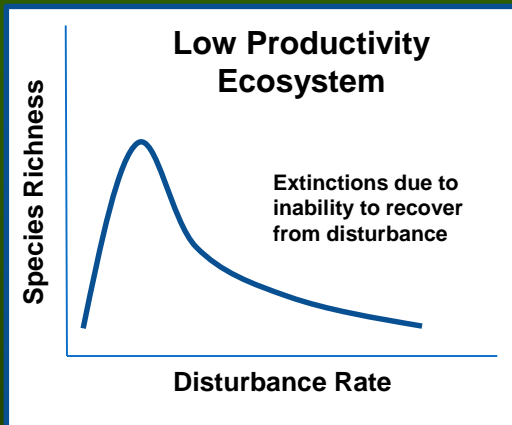 Low Productivity
Ecosystem
Species Richness
Extinctions due to
inability to recover
from disturbance
Disturbance Rate